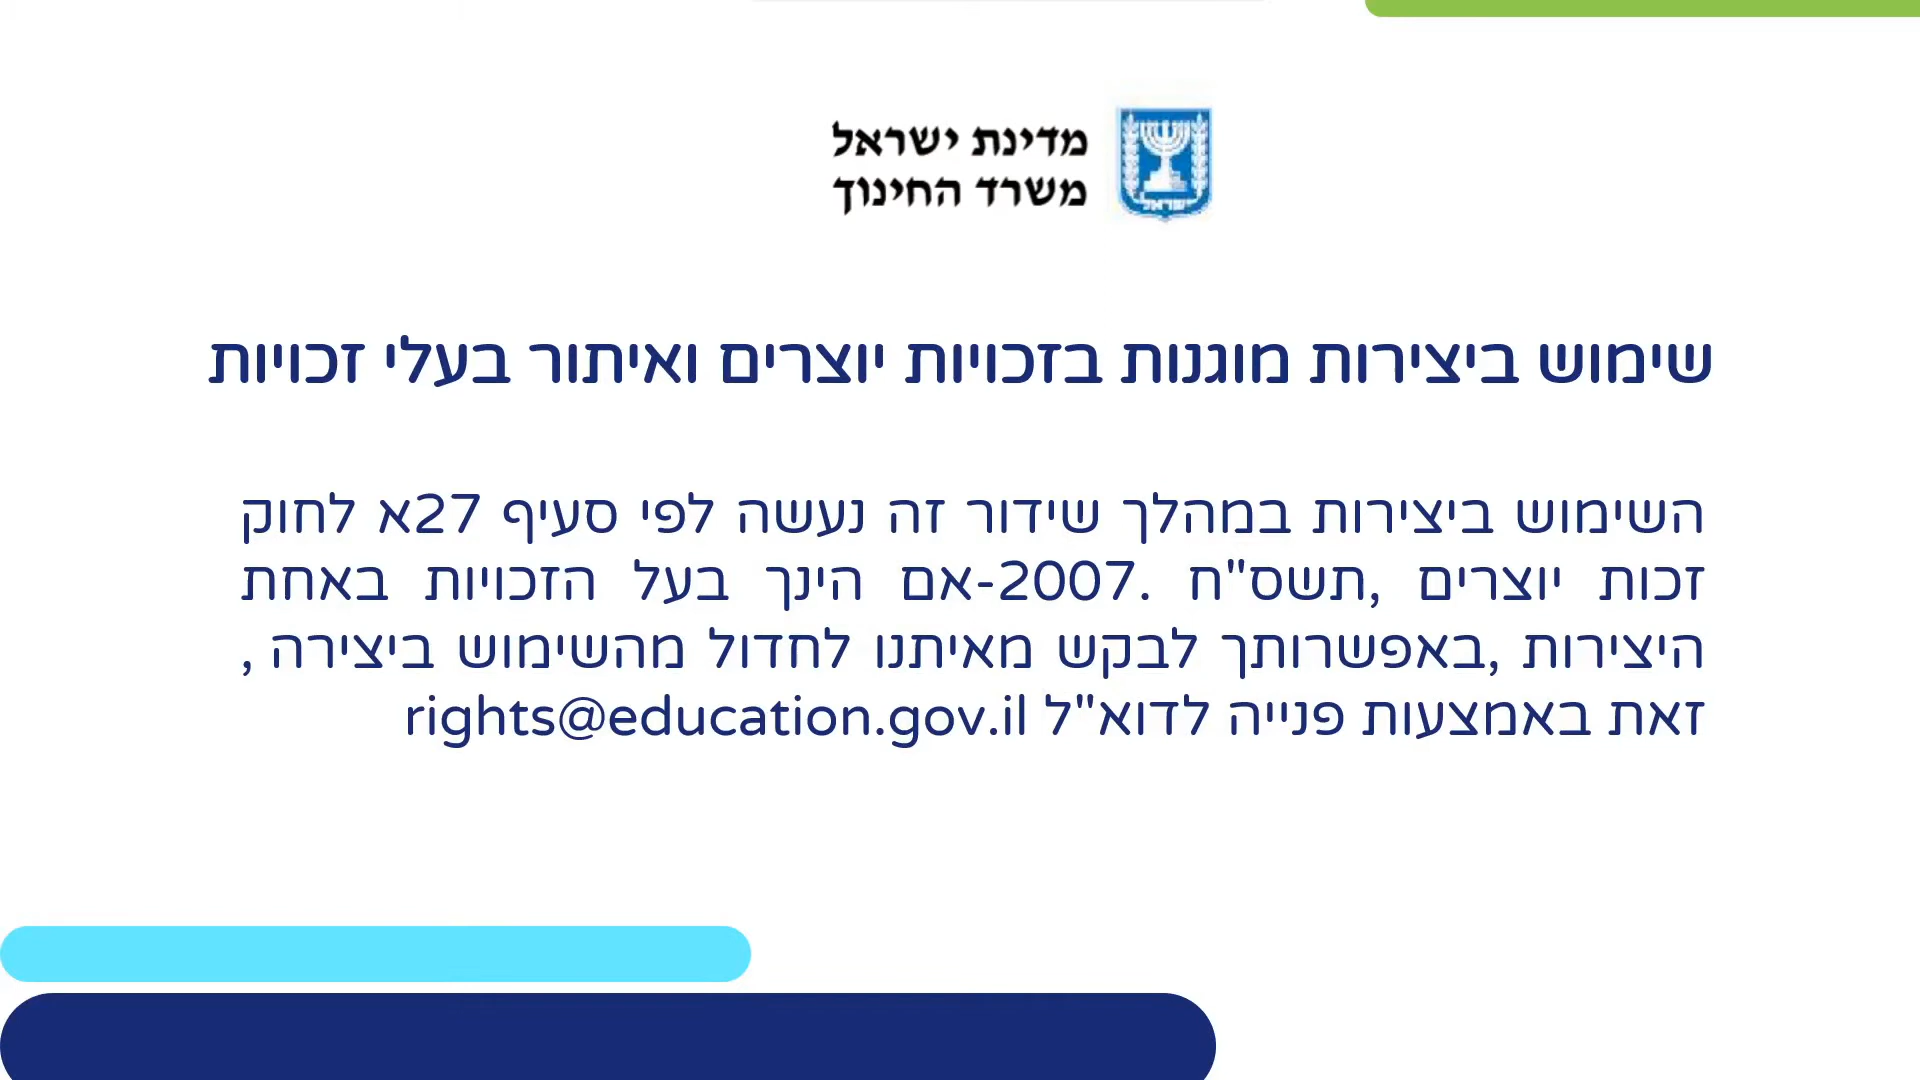 מדינת ישראל
משרד החינוך
ישראל
שימוש ביצירות מוגנות בזכויות יוצרים ואיתור בעלי זכויות
השימוש ביצירות במהלך שידור זה נעשה לפי סעיף 27א לחוק
זכות יוצרים ,תשס"ח .2007-אם הינך בעל הזכויות באחת
היצירות ,באפשרותך לבקש מאיתנו לחדול מהשימוש ביצירה ,
זאת באמצעות פנייה לדוא"ל rights@education.gov.il